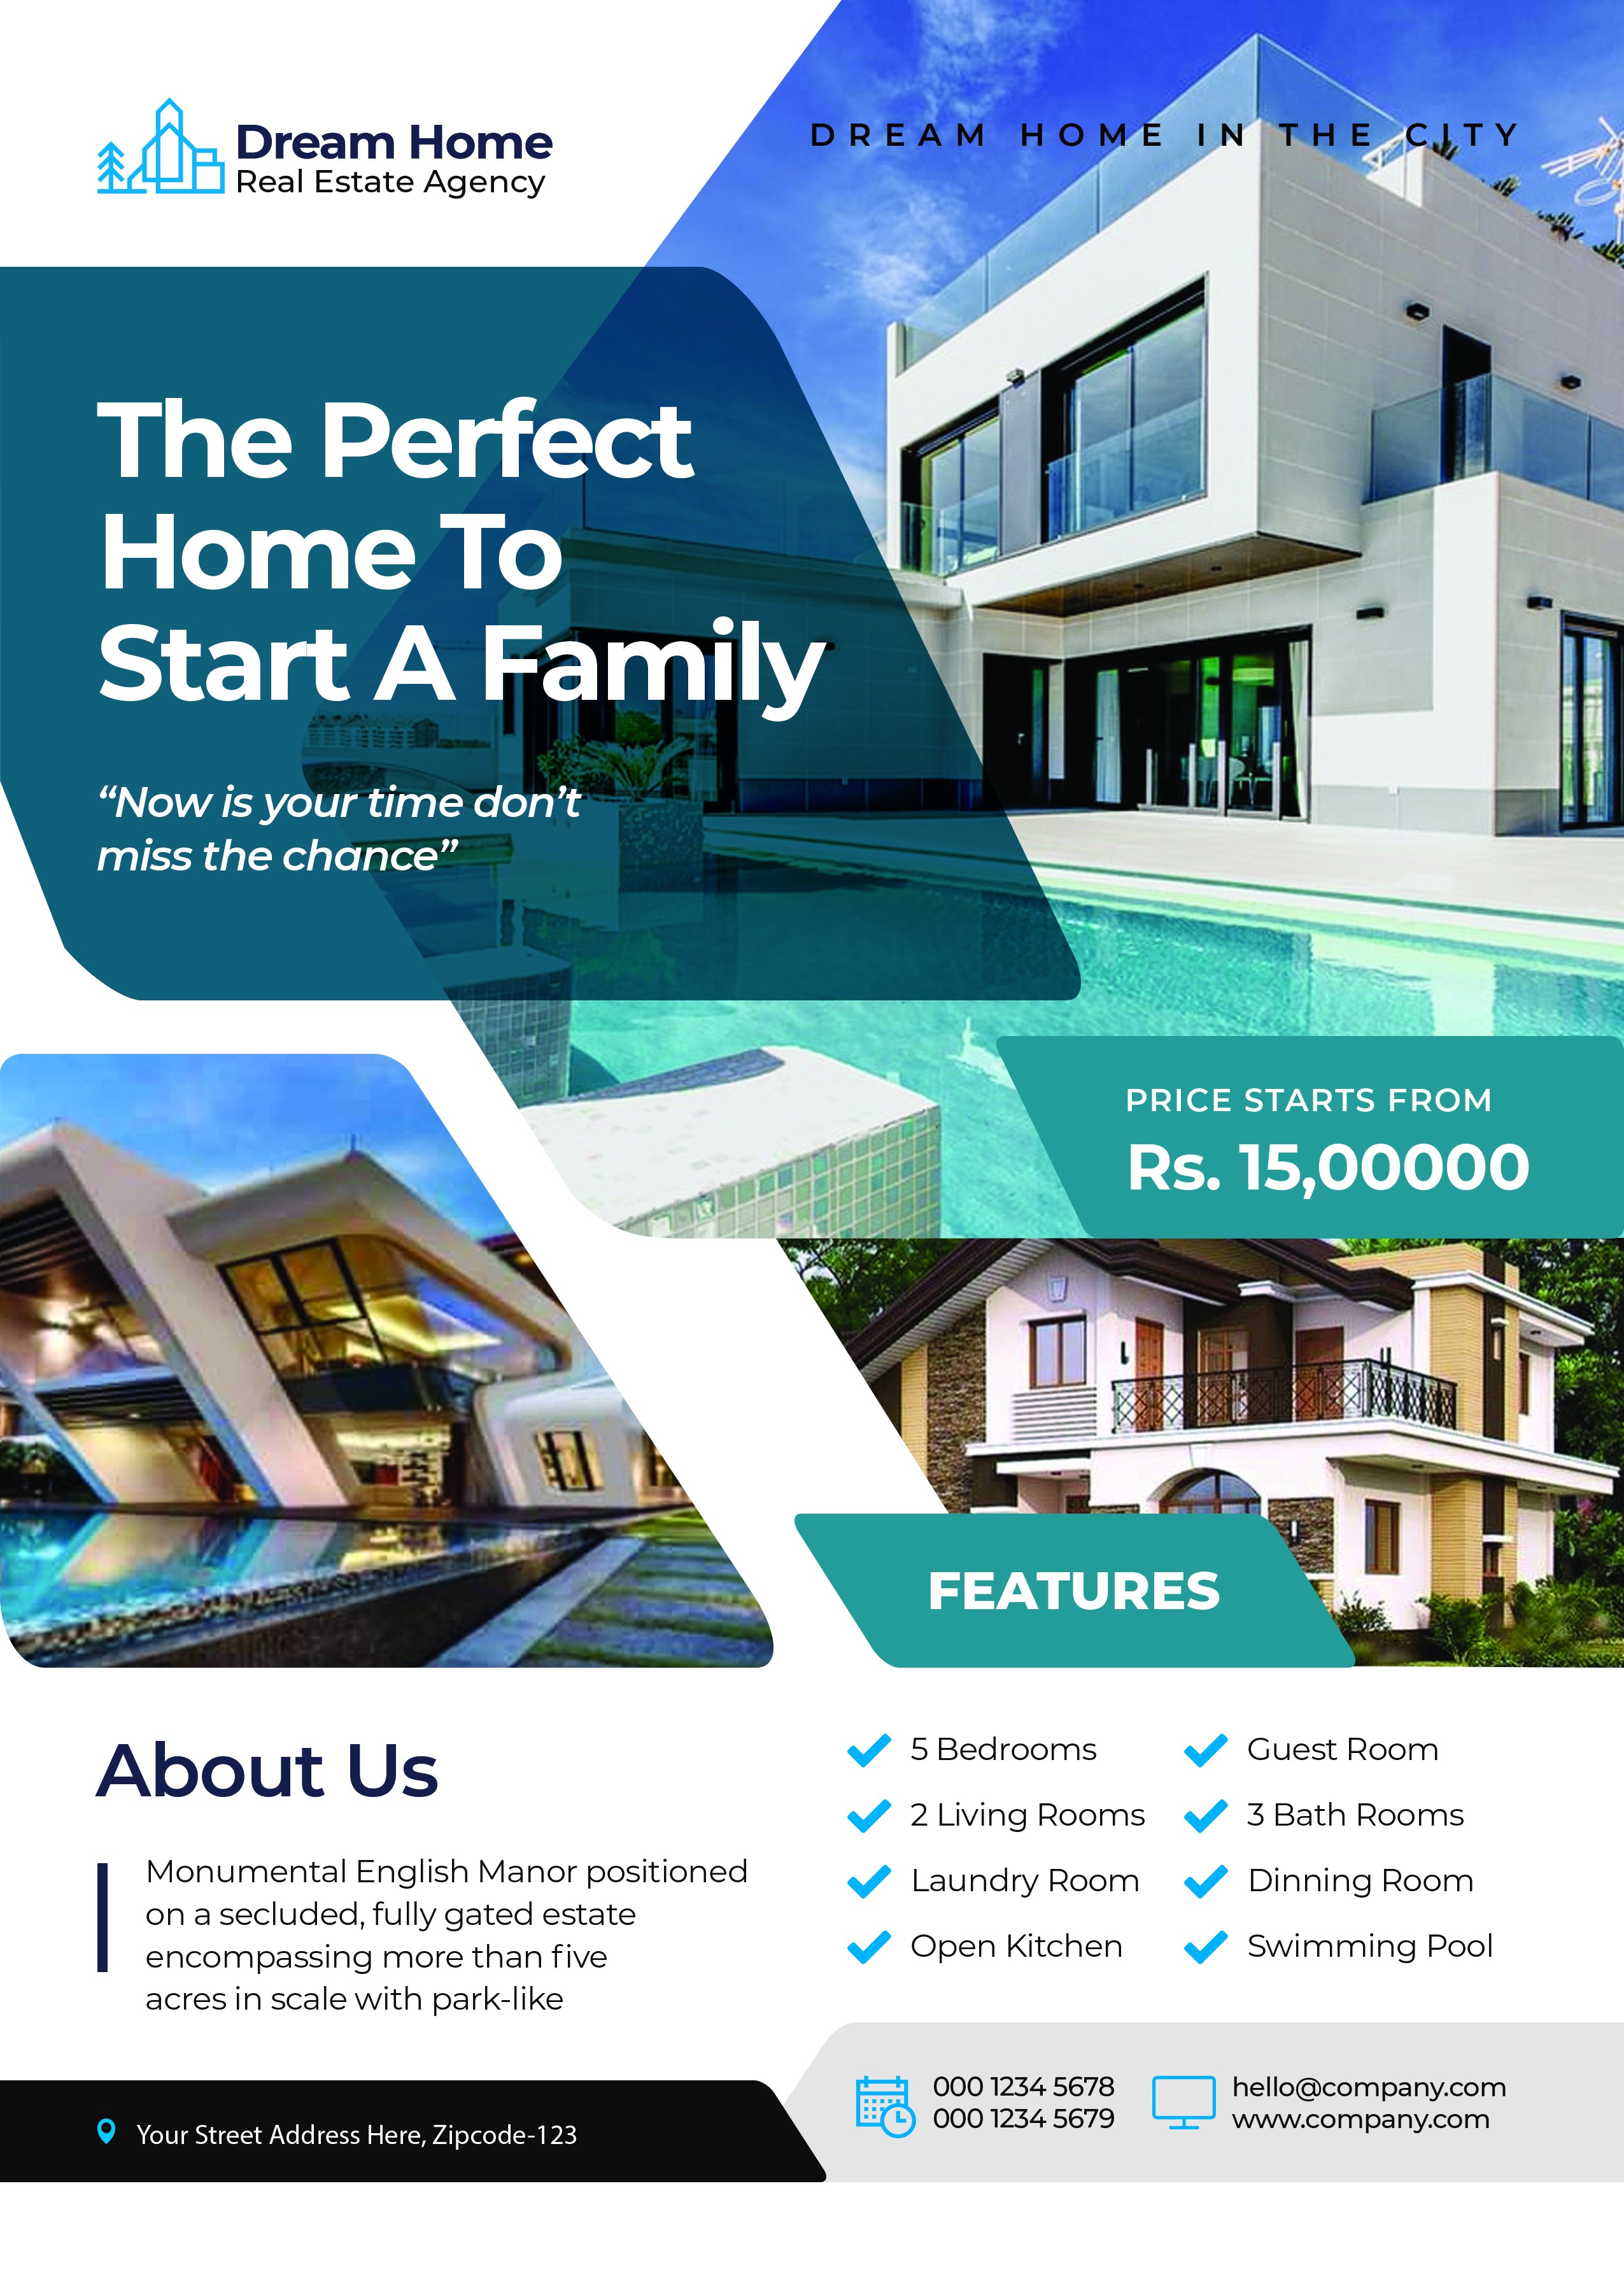 Dream Home
Real Estate Agency
DREAM HOME IN THE CITY
The Perfect
Home To
Start A Family
“Now is your time don’t
miss the chance”
PRICE STARTS FROM
Rs. 15,00000
FEATURES
About Us
Monumental English Manor positioned
on a secluded, fully gated estate
encompassing more than five
acres in scale with park-like
5 Bedrooms
Guest Room
2 Living Rooms
3 Bath Rooms
Laundry Room
Dinning Room
Open Kitchen
Swimming Pool
Your Street Address Here, Zipcode-123
000 1234 5678
000 1234 5679
hello@company.com
www.company.com